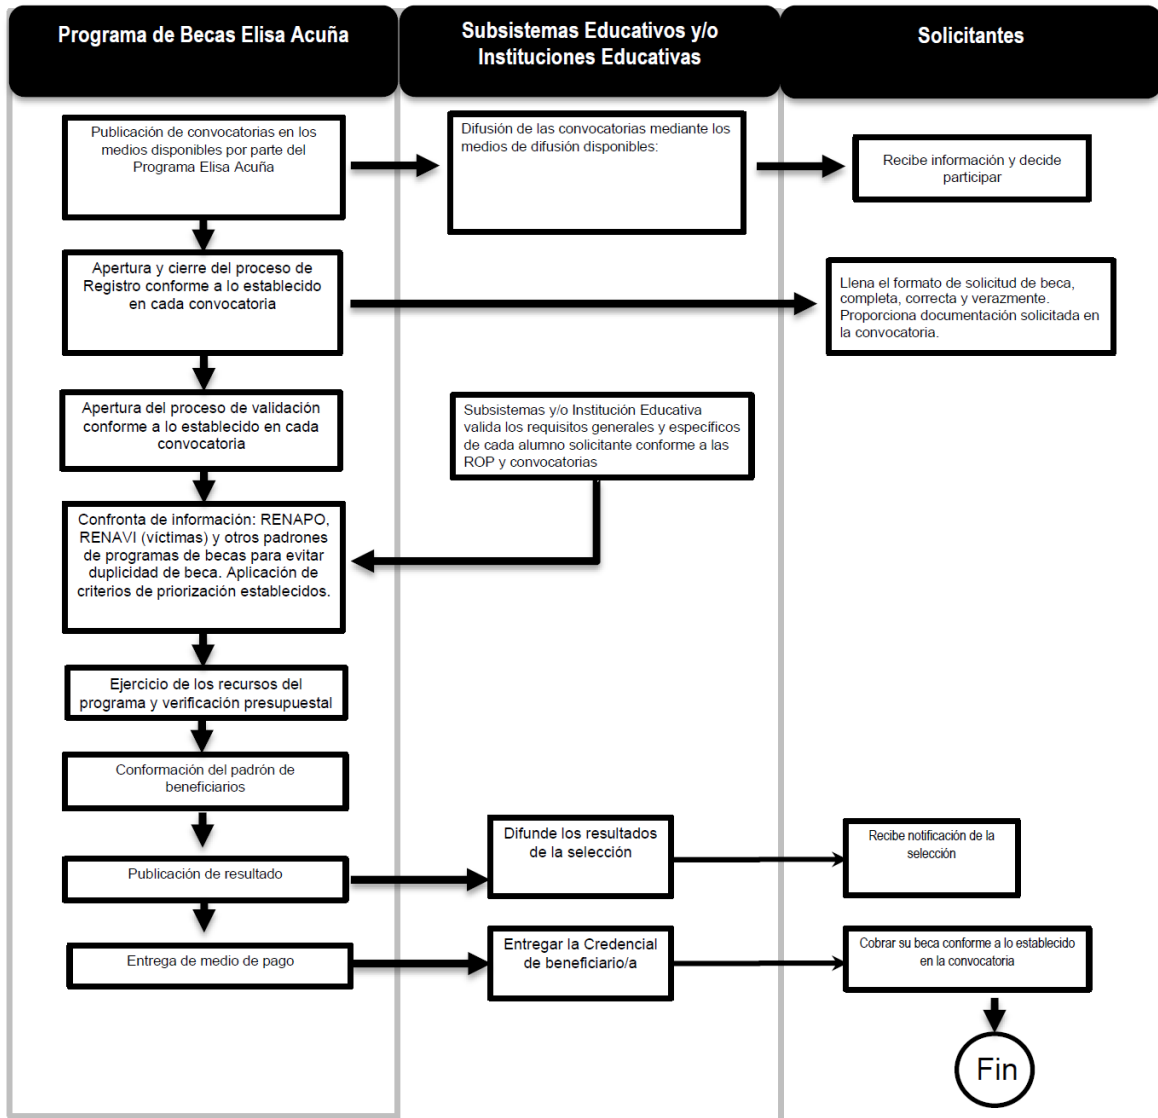 Programa de Becas Elisa Acuña
Subsistemas Educativos y/o
Instituciones Educativas
Solicitantes
Publicación de convocatorias en los
medios disponibles por parte del
Programa Elisa Acuña
Difusión de las convocatorias mediante los
medios de difusión disponibles:
Recibe información y decide
participar
Apertura y cierre del proceso de
Registro conforme a lo establecido
en cada convocatoria
Llena el formato de solicitud de beca,
completa, correcta y verazmente.
Proporciona documentación solicitada en
la convocatoria.
Apertura del proceso de validación
conforme a lo establecido en cada
convocatoria
Subsistemas y/o Institución Educativa
valida los requisitos generales y específicos
de cada alumno solicitante conforme a las
ROP y convocatorias
Confronta de información: RENAPO,
RENAVI (víctimas) y otros padrones
de programas de becas para evitar
duplicidad de beca. Aplicación de
criterios de priorización establecidos.
Ejercicio de los recursos del
programa y verificación presupuestal
Conformación del padrón de
beneficiarios
Publicación de resultado
Difunde los resultados
de la selección
Recibe notificación de la
selección
Entrega de medio de pago
Entregar la Credencial
de beneficiario/a
Cobrar su beca conforme a lo establecido
en la convocatoria
Fin